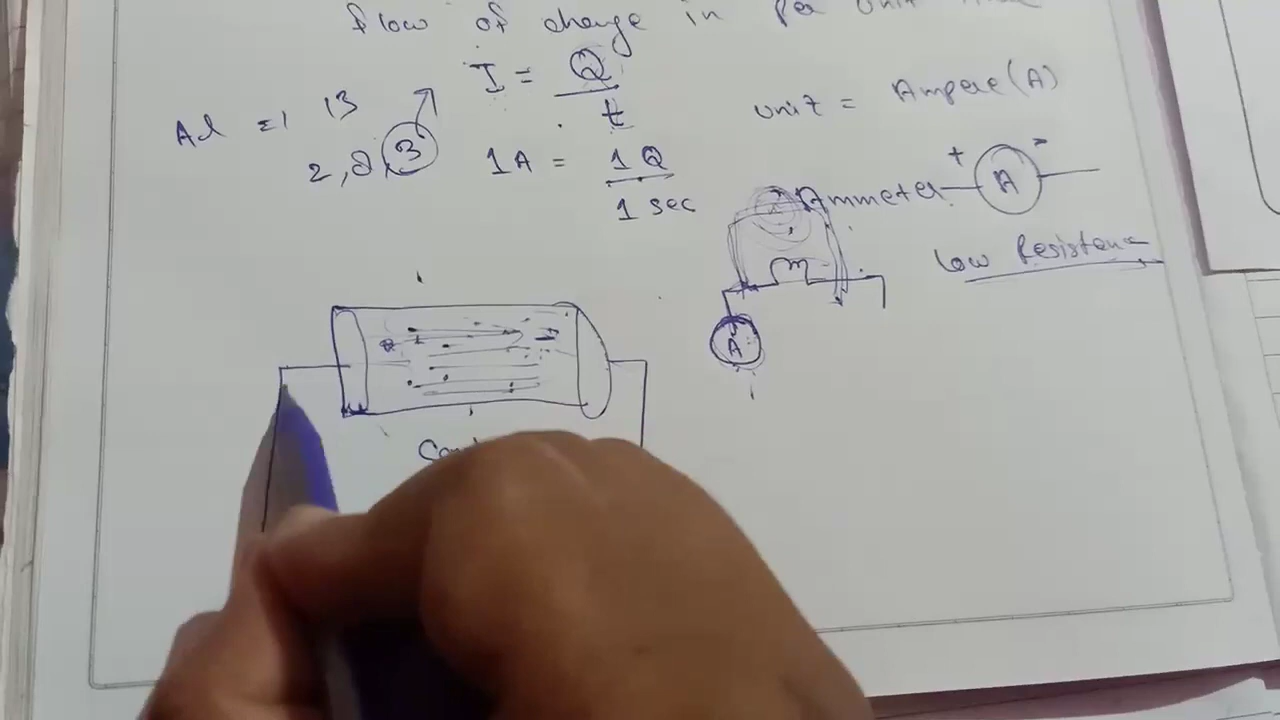 flow of charge in per unit
I = Q / t
unit = Ampere (A)
Al = 13
2, 8, 3
1A = 1 Q / 1 sec
Ammeter + A -
Low Resistance
m
A